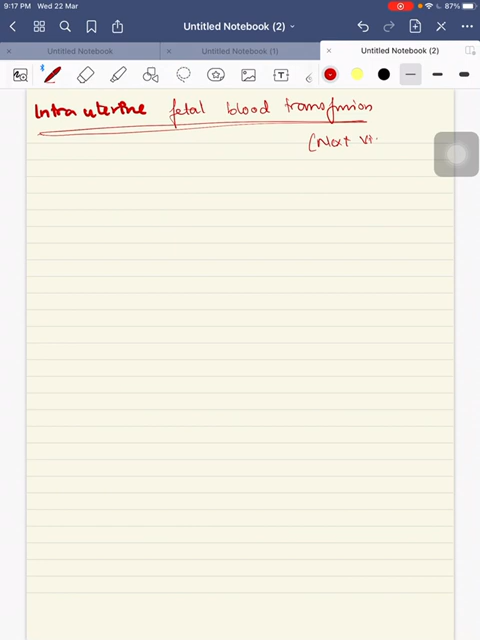 9:17 PM Wed 22 Mar 87%
Untitled Notebook (2)
Untitled Notebook Untitled Notebook (1) Untitled Notebook (2)
Intra uterine fetal blood transfusion
(Next